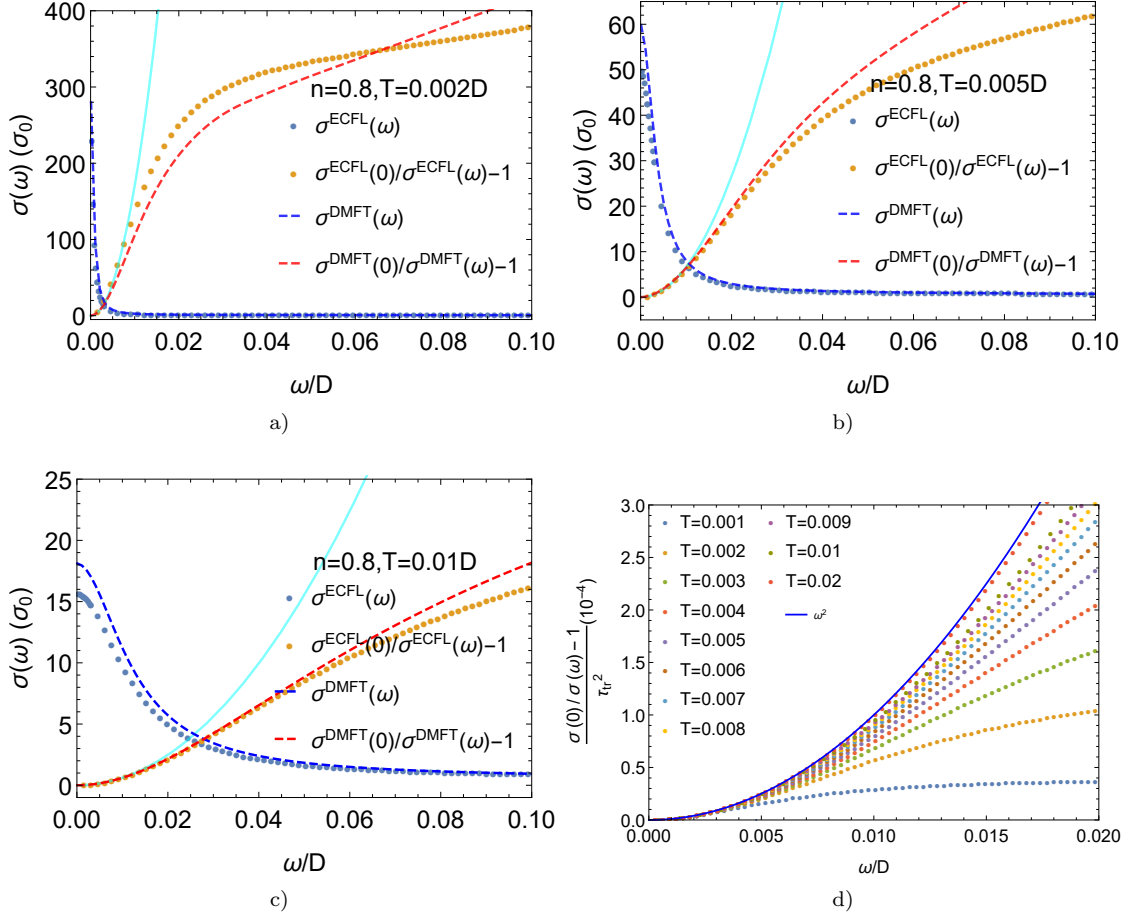 400
300
200
100
0
σ(ω) (σ₀)
n=0.8,T=0.002D
σᴱCFL(ω)
σᴱCFL(0)/σᴱCFL(ω)−1
σDMFT(ω)
σDMFT(0)/σDMFT(ω)−1
0.00 0.02 0.04 0.06 0.08 0.10
ω/D
a)
60
50
40
30
20
10
0
σ(ω) (σ₀)
n=0.8,T=0.005D
σECFL(ω)
σECFL(0)/σECFL(ω)−1
σDMFT(ω)
σDMFT(0)/σDMFT(ω)−1
0.00 0.02 0.04 0.06 0.08 0.10
ω/D
b)
25
20
15
10
5
0
σ(ω) (σ₀)
n=0.8,T=0.01D
σECFL(ω)
σECFL(0)/σECFL(ω)−1
σDMFT(ω)
σDMFT(0)/σDMFT(ω)−1
0.00 0.02 0.04 0.06 0.08 0.10
ω/D
c)
3.0
2.5
2.0
1.5
1.0
0.5
0.0
σ(0)/σ(ω)−1
τtr²
(10⁻⁴)
T=0.001
T=0.002
T=0.003
T=0.004
T=0.005
T=0.006
T=0.007
T=0.008
T=0.009
T=0.01
T=0.02
ω²
0.000 0.005 0.010 0.015 0.020
ω/D
d)